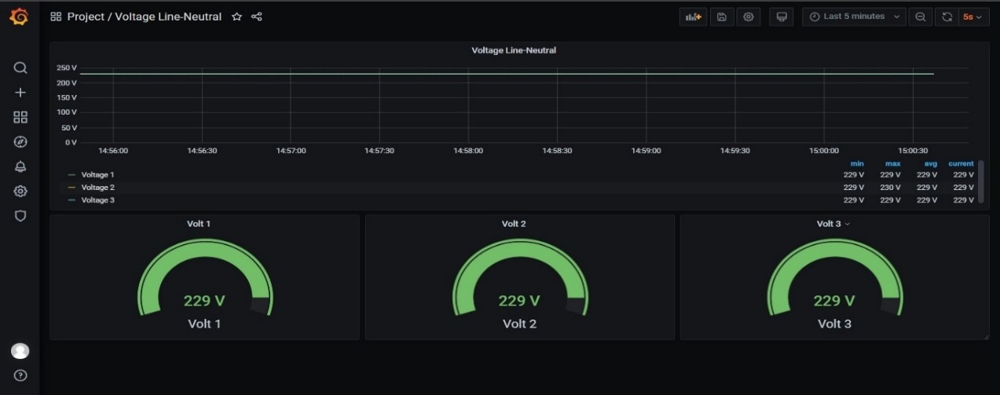 Project / Voltage Line-Neutral
Last 5 minutes
5s
Voltage Line-Neutral
250 V
200 V
150 V
100 V
50 V
0 V
14:56:00 14:56:30 14:57:00 14:57:30 14:58:00 14:58:30 14:59:00 14:59:30 15:00:00 15:00:30
min max avg current
Voltage 1 229 V 229 V 229 V 229 V
Voltage 2 229 V 230 V 229 V 229 V
Voltage 3 229 V 229 V 229 V 229 V
Volt 1
229 V
Volt 1
Volt 2
229 V
Volt 2
Volt 3
229 V
Volt 3